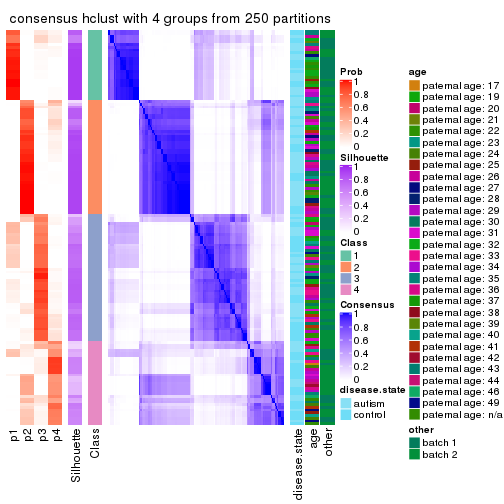 consensus hclust with 4 groups from 250 partitions
p1
p2
p3
p4
Silhouette
Class
disease.state
age
other
Prob
1
0.8
0.6
0.4
0.2
0
Silhouette
1
0.8
0.6
0.4
0.2
0
Class
1
2
3
4
Consensus
1
0.8
0.6
0.4
0.2
0
disease.state
autism
control
age
paternal age: 17
paternal age: 19
paternal age: 20
paternal age: 21
paternal age: 22
paternal age: 23
paternal age: 24
paternal age: 25
paternal age: 26
paternal age: 27
paternal age: 28
paternal age: 29
paternal age: 30
paternal age: 31
paternal age: 32
paternal age: 33
paternal age: 34
paternal age: 35
paternal age: 36
paternal age: 37
paternal age: 38
paternal age: 39
paternal age: 40
paternal age: 41
paternal age: 42
paternal age: 43
paternal age: 44
paternal age: 46
paternal age: 49
paternal age: n/a
other
batch 1
batch 2